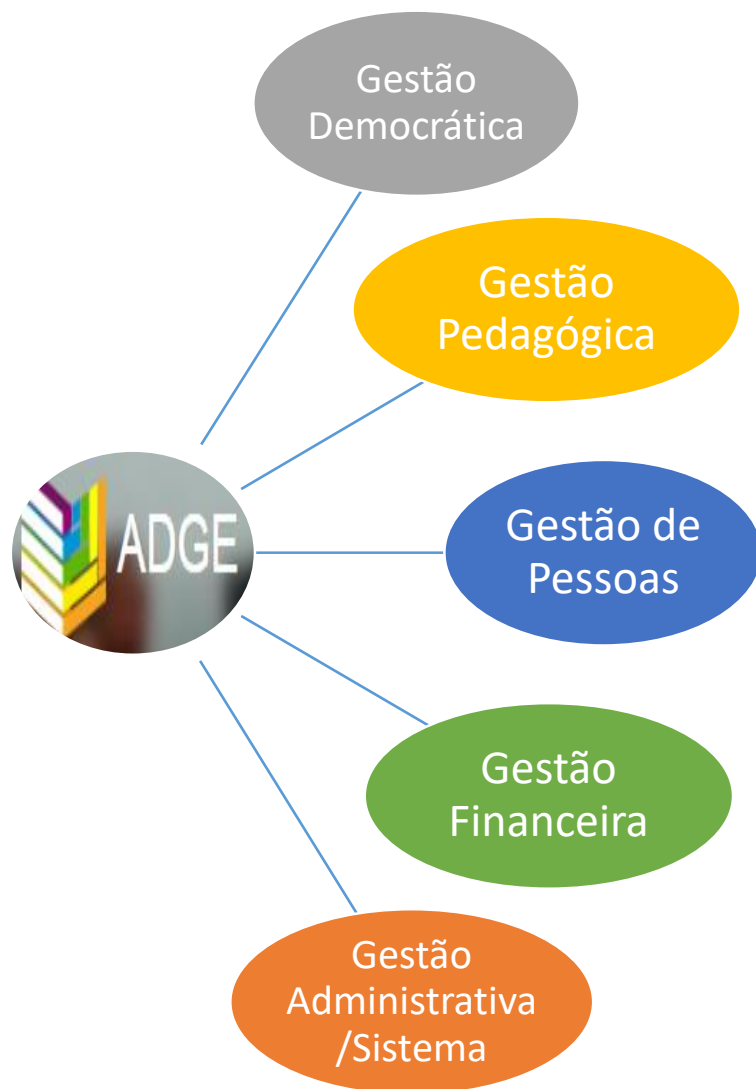 Gestão
Democrática
Gestão
Pedagógica
ADGE
Gestão de
Pessoas
Gestão
Financeira
Gestão
Administrativa
/Sistema